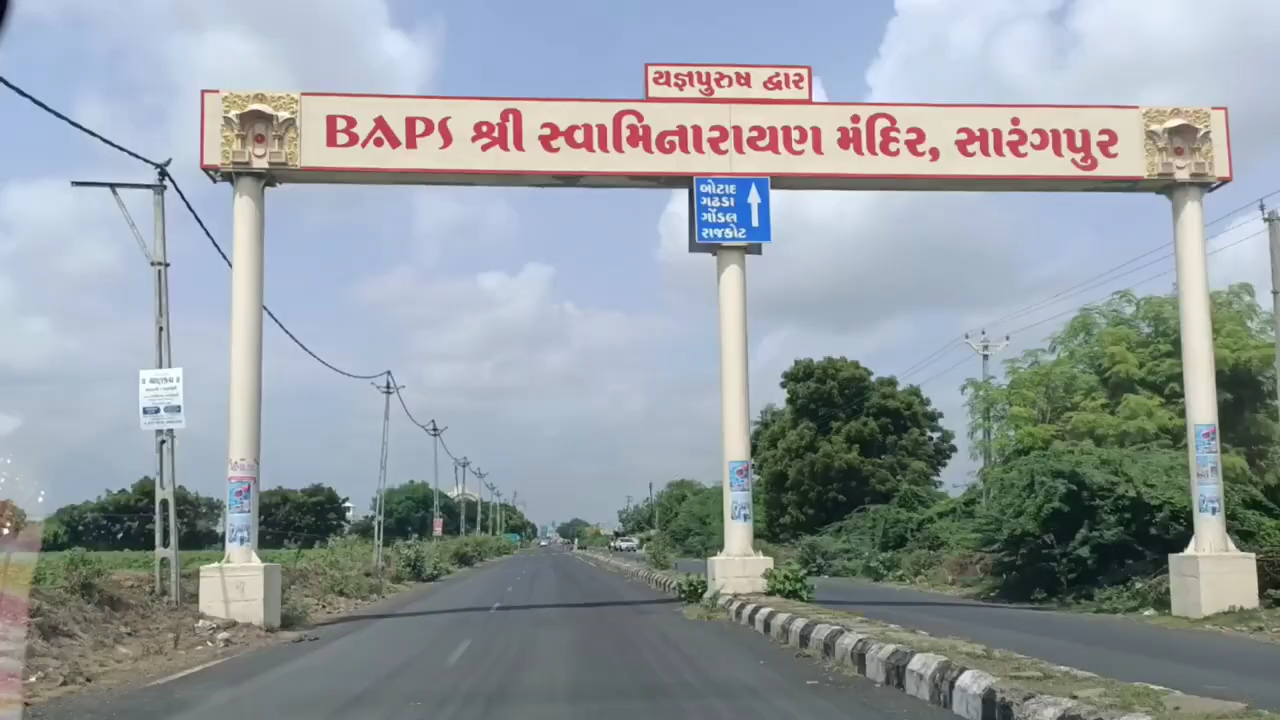 યજ્ઞપુરુષ દ્વાર
BAPS શ્રી સ્વામિનારાયણ મંદિર, સારંગપુર
બોટાદ
ગઢડા
ગોંડલ
રાજકોટ